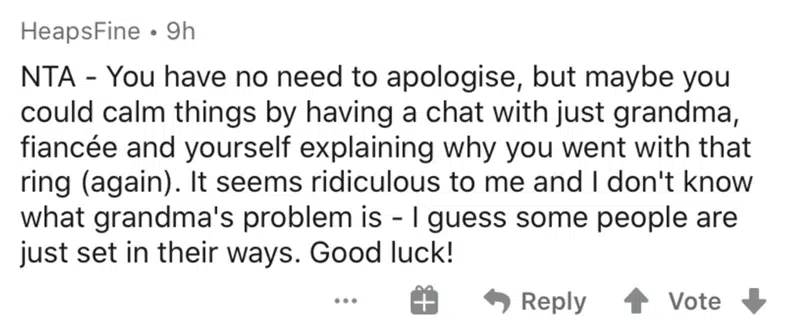 HeapsFine • 9h
NTA - You have no need to apologise, but maybe you
could calm things by having a chat with just grandma,
fiancée and yourself explaining why you went with that
ring (again). It seems ridiculous to me and I don't know
what grandma's problem is - I guess some people are
just set in their ways. Good luck!
... Reply Vote